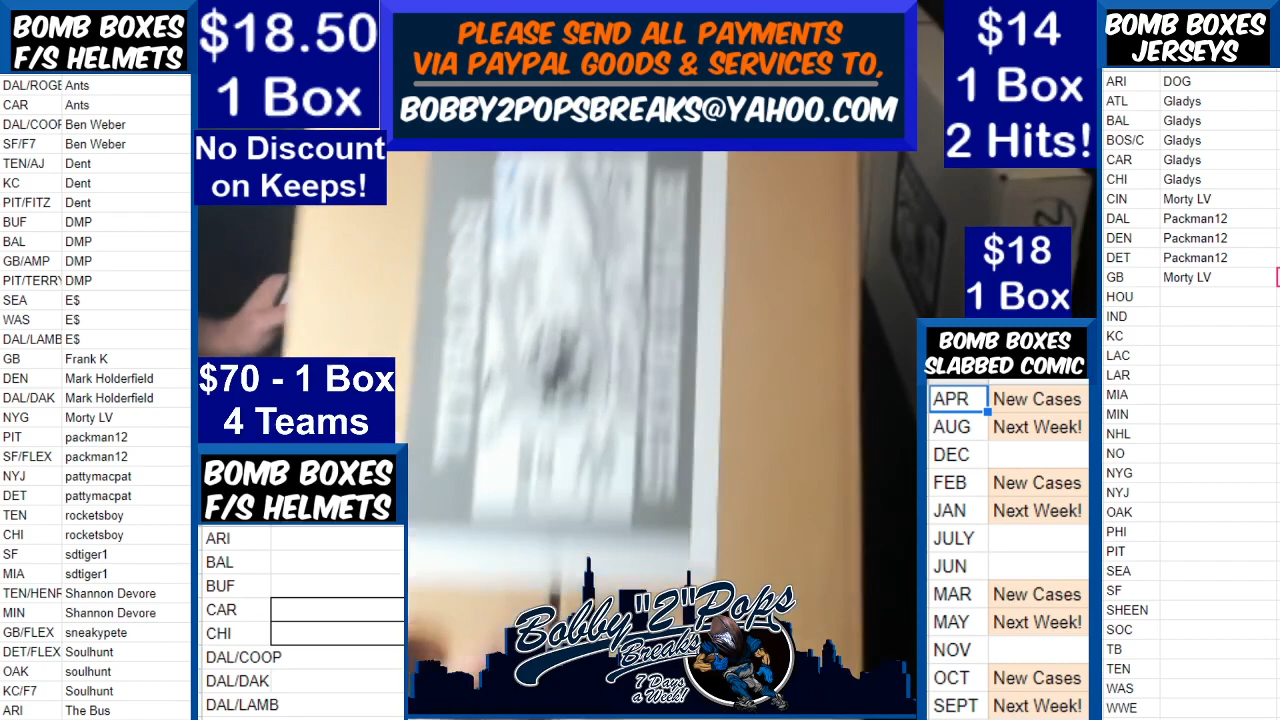 BOMB BOXES
F/S HELMETS
DAL/ROGE Ants
CAR Ants
DAL/COOP Ben Weber
SF/F7 Ben Weber
TEN/AJ Dent
KC Dent
PIT/FITZ Dent
BUF DMP
BAL DMP
GB/AMP DMP
PIT/TERRY DMP
SEA E$
WAS E$
DAL/LAMB E$
GB Frank K
DEN Mark Holderfield
DAL/DAK Mark Holderfield
NYG Morty LV
PIT packman12
SF/FLEX packman12
NYJ pattymacpat
DET pattymacpat
TEN rocketsboy
CHI rocketsboy
SF sdtiger1
MIA sdtiger1
TEN/HENR Shannon Devore
MIN Shannon Devore
GB/FLEX sneakypete
DET/FLEX Soulhunt
OAK soulhunt
KC/F7 Soulhunt
ARI The Bus
$18.50
1 Box
No Discount
on Keeps!
$70 - 1 Box
4 Teams
BOMB BOXES
F/S HELMETS
ARI
BAL
BUF
CAR
CHI
DAL/COOP
DAL/DAK
DAL/LAMB
PLEASE SEND ALL PAYMENTS
VIA PAYPAL GOODS & SERVICES TO,
BOBBY2POPSBREAKS@YAHOO.COM
Bobby "2" Pops
Breaks
7 Days
a Week!
$14
1 Box
2 Hits!
$18
1 Box
BOMB BOXES
SLABBED COMIC
APR New Cases
AUG Next Week!
DEC
FEB New Cases
JAN Next Week!
JULY
JUN
MAR New Cases
MAY Next Week!
NOV
OCT New Cases
SEPT Next Week!
BOMB BOXES
JERSEYS
ARI DOG
ATL Gladys
BAL Gladys
BOS/C Gladys
CAR Gladys
CHI Gladys
CIN Morty LV
DAL Packman12
DEN Packman12
DET Packman12
GB Morty LV
HOU
IND
KC
LAC
LAR
MIA
MIN
NHL
NO
NYG
NYJ
OAK
PHI
PIT
SEA
SF
SHEEN
SOC
TB
TEN
WAS
WWE